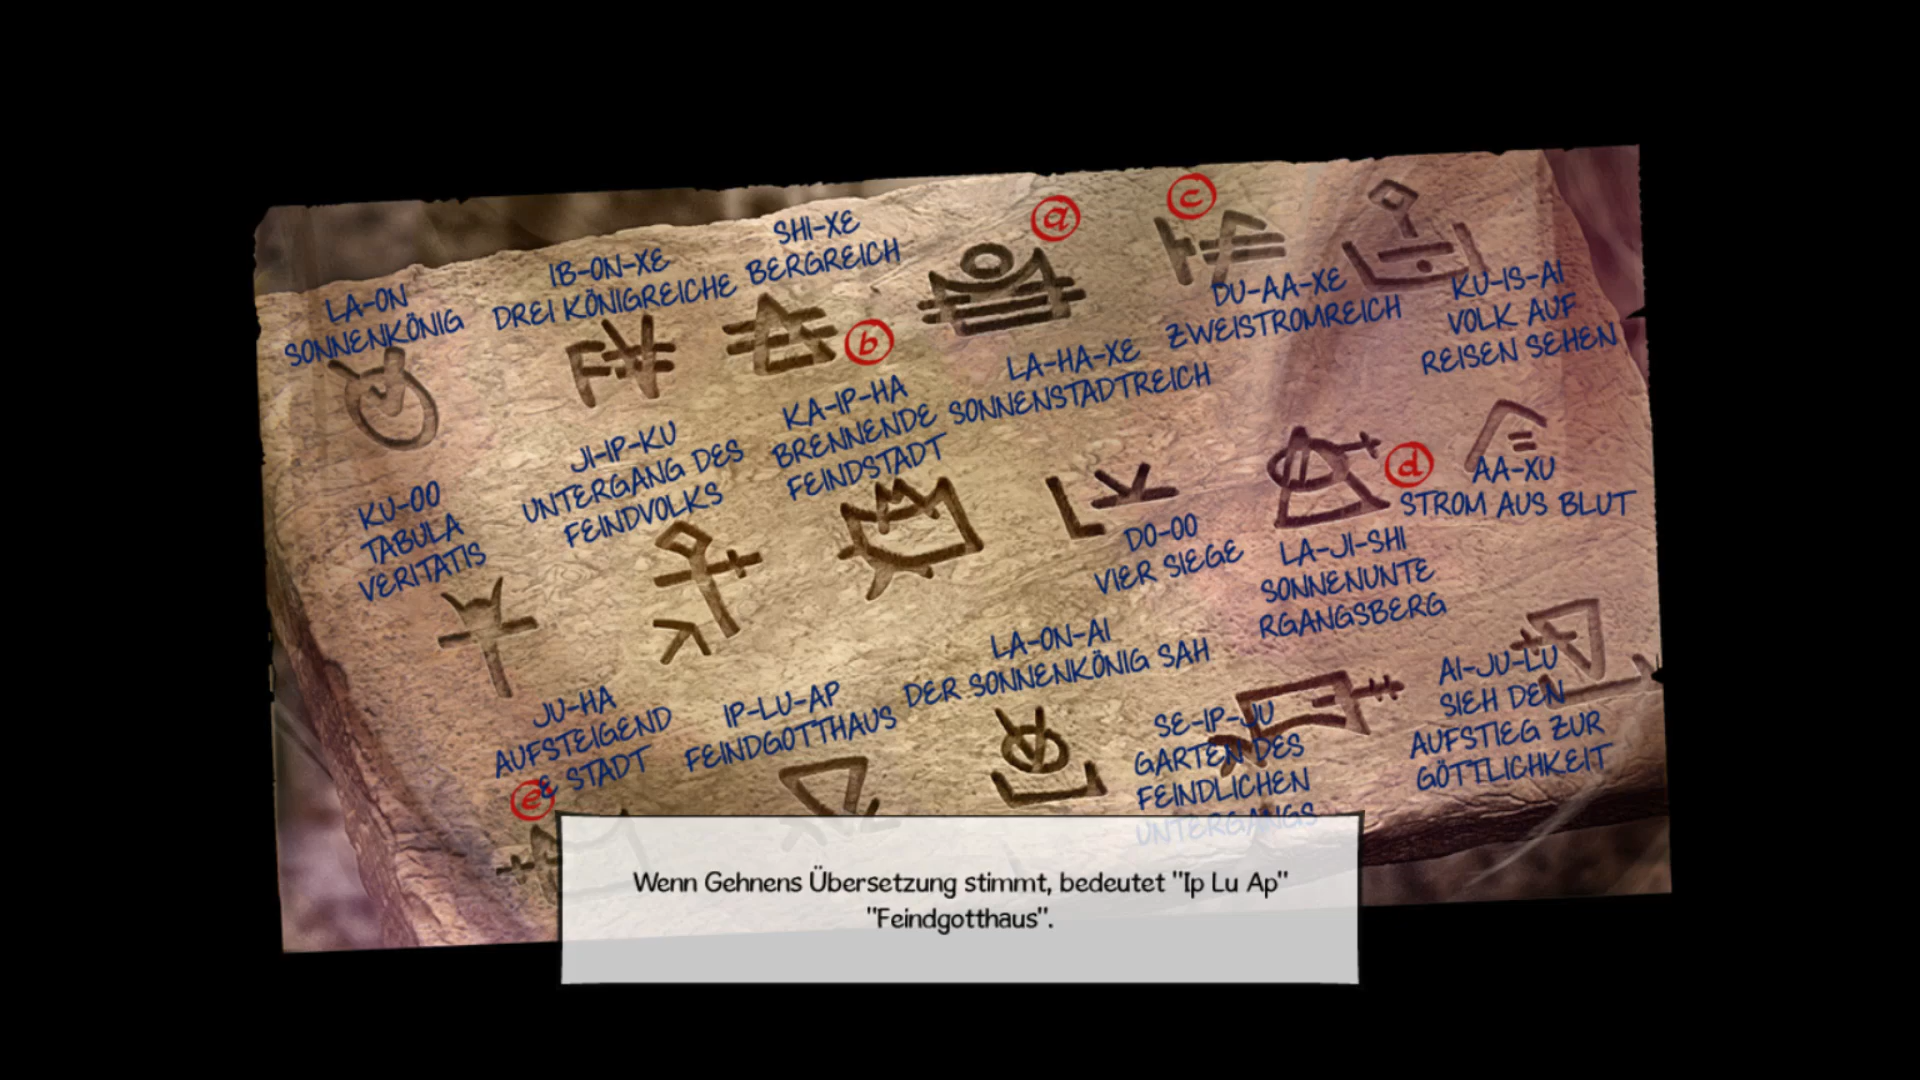 LA-ON
SONNENKÖNIG
IB-ON-XE
DREI KÖNIGREICHE
SHI-XE
BERGREICH
a
c
DU-AA-XE
ZWEISTROMREICH
KU-IS-AI
VOLK AUF
REISEN SEHEN
b
KU-OO
TABULA
VERITATIS
JI-IP-KU
UNTERGANG DES
FEINDVOLKS
KA-IP-HA
BRENNENDE
FEINDSTADT
LA-HA-XE
SONNENSTADTREICH
DO-OO
VIER SIEGE
d
LA-JI-SHI
SONNENUNTE
RGANGSBERG
AA-XU
STROM AUS BLUT
JU-HA
AUFSTEIGEND
E STADT
e
IP-LU-AP
FEINDGOTTHAUS
LA-ON-AI
DER SONNENKÖNIG SAH
SE-IP-JU
GARTEN DES
FEINDLICHEN
UNTERGANGS
AI-JU-LU
SIEH DEN
AUFSTIEG ZUR
GÖTTLICHKEIT
Wenn Gehnens Übersetzung stimmt, bedeutet "Ip Lu Ap"
"Feindgotthaus".